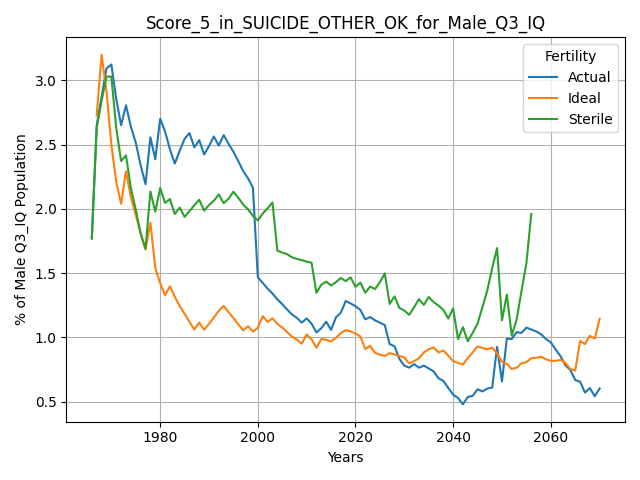 Score_5_in_SUICIDE_OTHER_OK_for_Male_Q3_IQ
Fertility
Actual
Ideal
Sterile
% of Male Q3_IQ Population
3.0
2.5
2.0
1.5
1.0
0.5
1980 2000 2020 2040 2060
Years